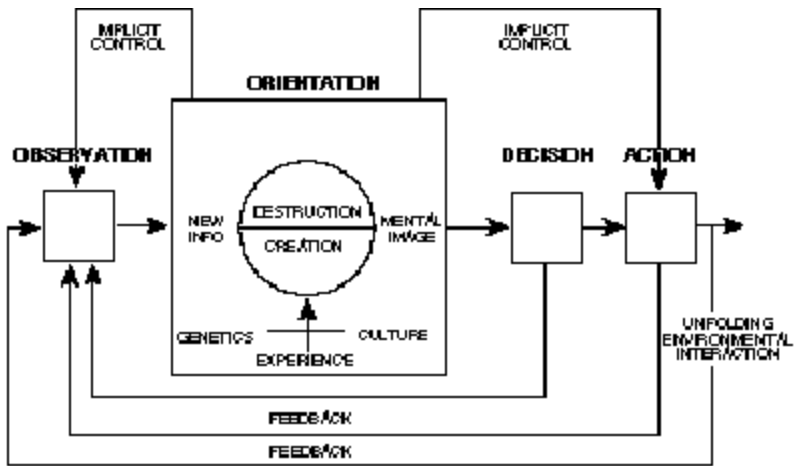 IMPLICIT
CONTROL
IMPLICIT
CONTROL
ORIENTATION
OBSERVATION
DECISION
ACTION
NEW
INFO
DESTRUCTION
CREATION
MENTAL
IMAGE
GENETICS
CULTURE
EXPERIENCE
UNFOLDING
ENVIRONMENTAL
INTERACTION
FEEDBACK
FEEDBACK